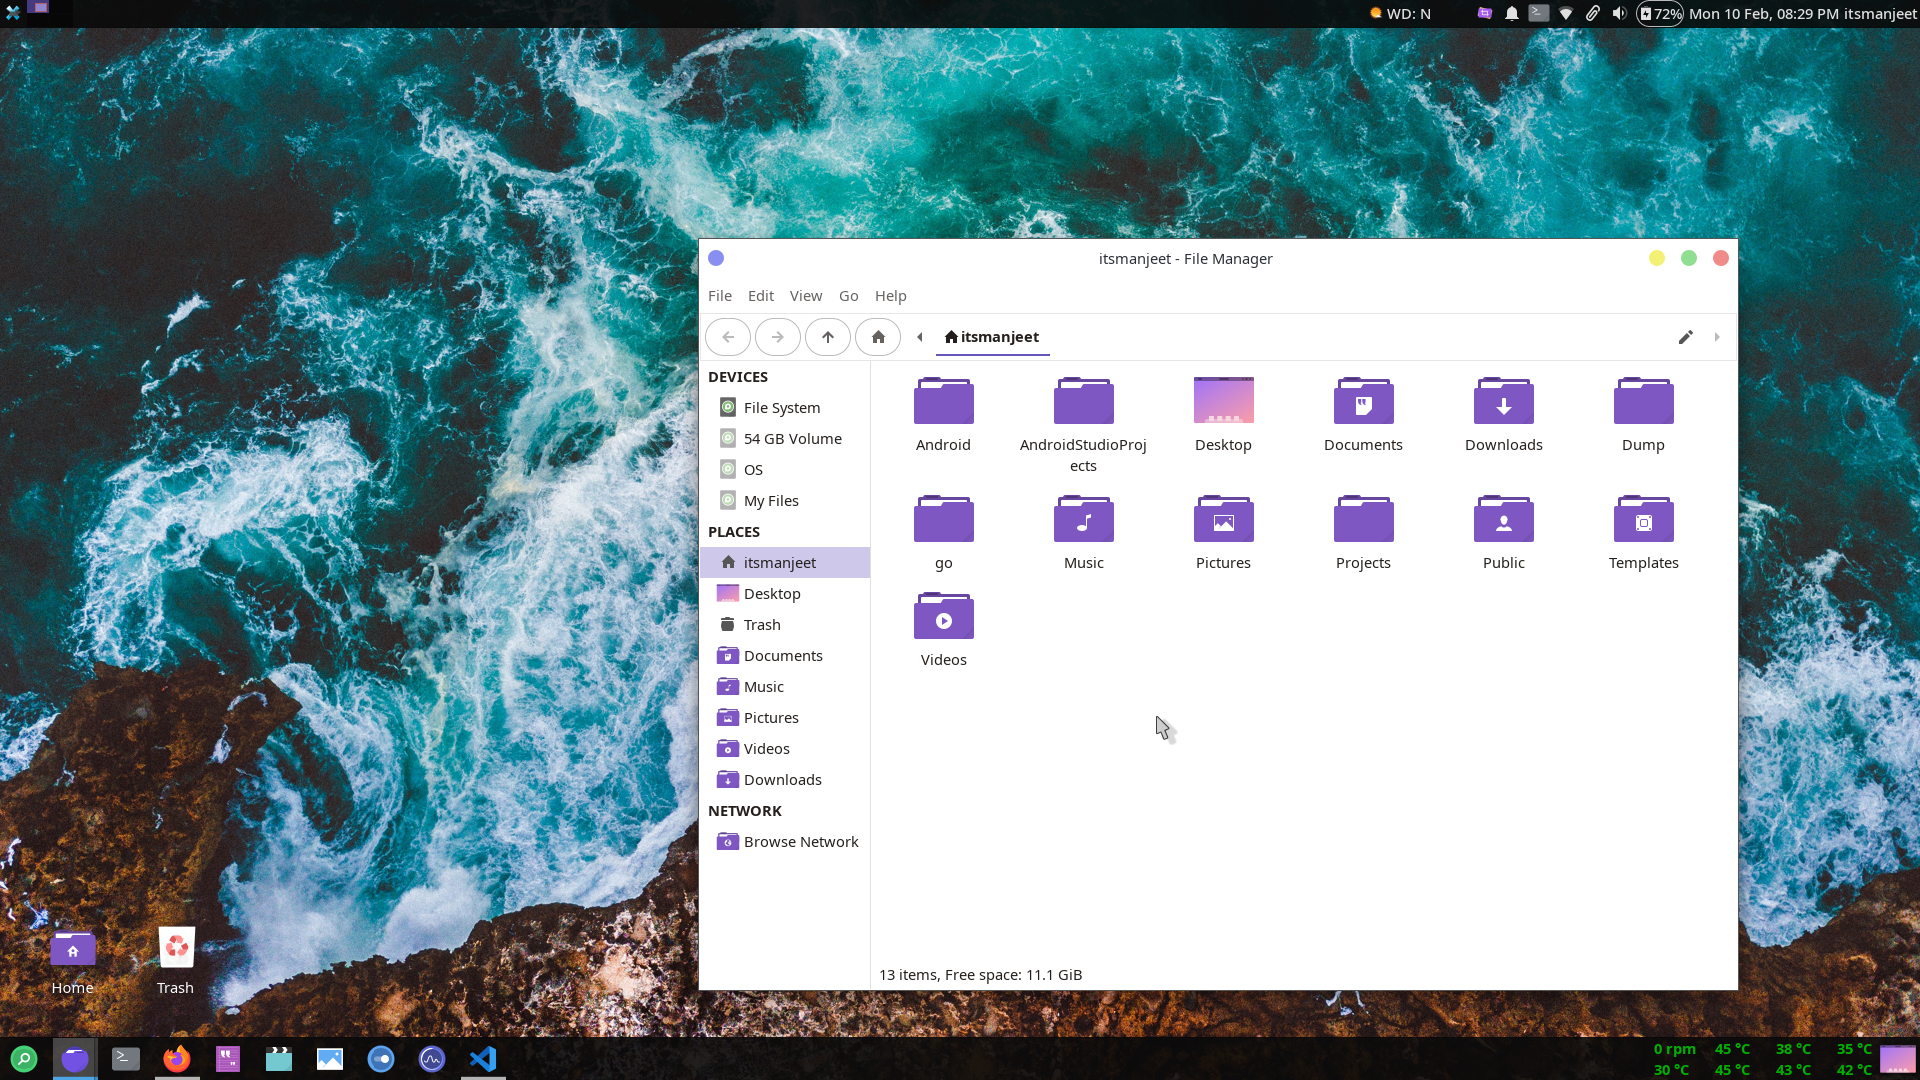 WD: N
72%
Mon 10 Feb, 08:29 PM itsmanjeet
itsmanjeet - File Manager
File Edit View Go Help
itsmanjeet
DEVICES
File System
54 GB Volume
OS
My Files
PLACES
itsmanjeet
Desktop
Trash
Documents
Music
Pictures
Videos
Downloads
NETWORK
Browse Network
Android
AndroidStudioProj
ects
Desktop
Documents
Downloads
Dump
go
Music
Pictures
Projects
Public
Templates
Videos
13 items, Free space: 11.1 GiB
Home
Trash
0 rpm 45 °C 38 °C 35 °C
30 °C 45 °C 43 °C 42 °C